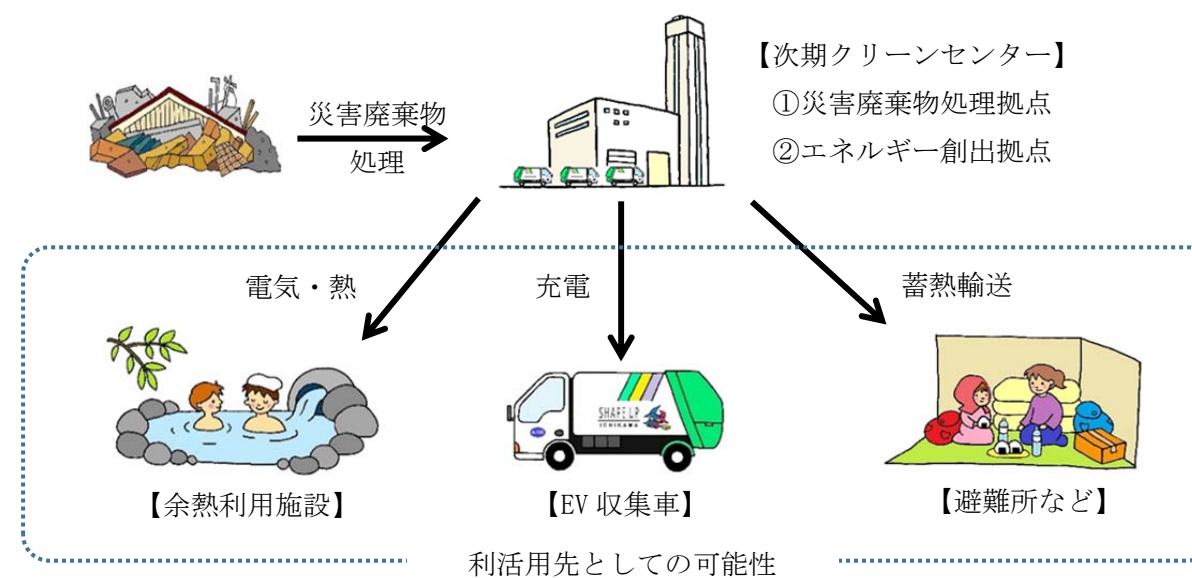 【次期クリーンセンター】
①災害廃棄物処理拠点
②エネルギー創出拠点
災害廃棄物
処理
電気・熱
充電
蓄熱輸送
SHAPE UP
ICHIKAWA
【余熱利用施設】
【EV 収集車】
【避難所など】
利活用先としての可能性